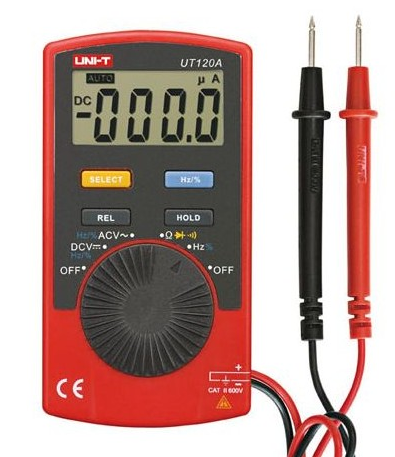 UNI-T UT120A
AUTO µ A
DC -000.0
SELECT Hz/%
REL HOLD
Hz/% ACV~ Ω
DCV Hz%
Hz/%
OFF OFF
+
CE CAT II 600V
UNI-T